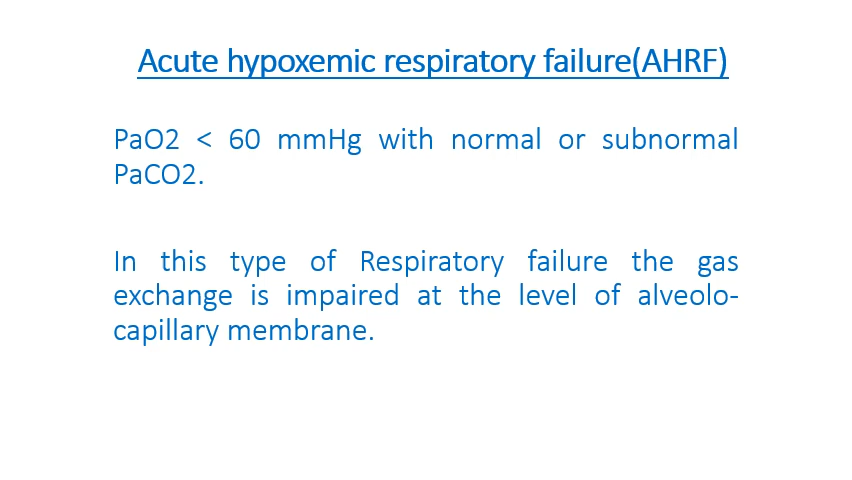 Acute hypoxemic respiratory failure(AHRF)
PaO2 < 60 mmHg with normal or subnormal
PaCO2.
In this type of Respiratory failure the gas
exchange is impaired at the level of alveolo-
capillary membrane.